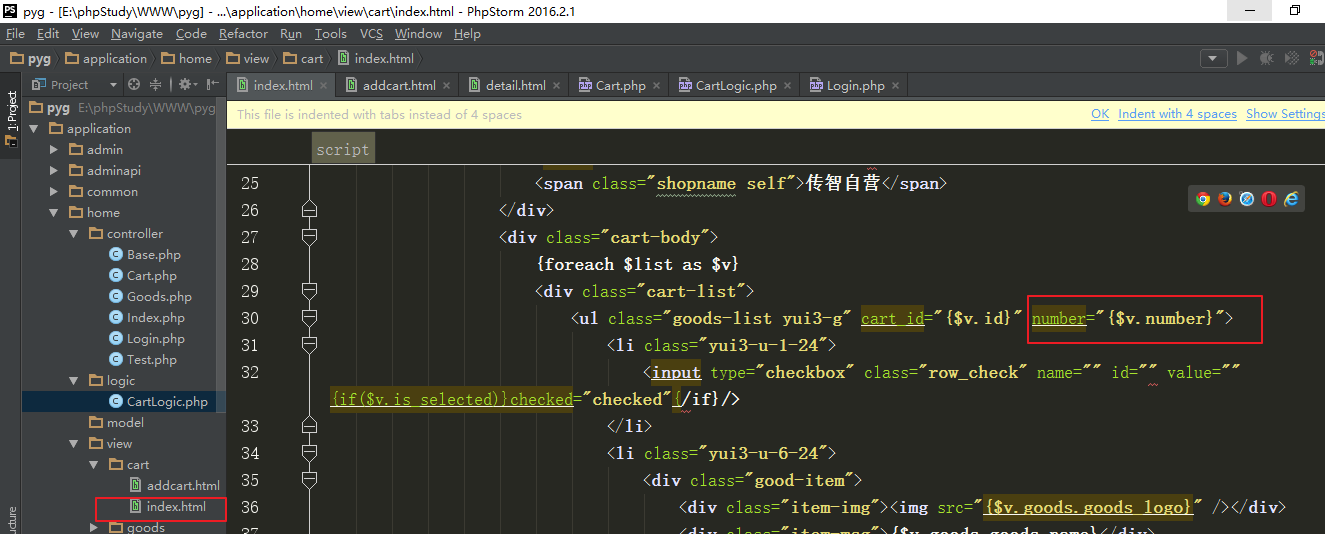 pyg - [E:\phpStudy\WWW\pyg] - ...\application\home\view\cart\index.html - PhpStorm 2016.2.1
File Edit View Navigate Code Refactor Run Tools VCS Window Help
pyg application home view cart index.html
1: Project
Project
index.html addcart.html detail.html Cart.php CartLogic.php Login.php
pyg E:\phpStudy\WWW\pyg
application
admin
adminapi
common
home
controller
Base.php
Cart.php
Goods.php
Index.php
Login.php
Test.php
logic
CartLogic.php
model
view
cart
addcart.html
index.html
goods
This file is indented with tabs instead of 4 spaces OK Indent with 4 spaces Show Settings
script
25 <span class="shopname self">传智自营</span>
26 </div>
27 <div class="cart-body">
28 {foreach $list as $v}
29 <div class="cart-list">
30 <ul class="goods-list yui3-g" cart_id="{$v.id}" number="{$v.number}">
31 <li class="yui3-u-1-24">
32 <input type="checkbox" class="row_check" name="" id="" value=""
{if($v.is_selected)}checked="checked"{/if}/>
33 </li>
34 <li class="yui3-u-6-24">
35 <div class="good-item">
36 <div class="item-img"><img src="{$v.goods.goods_logo}" /></div>
37 <div class="item-msg">{$v.goods.goods_name}</div>